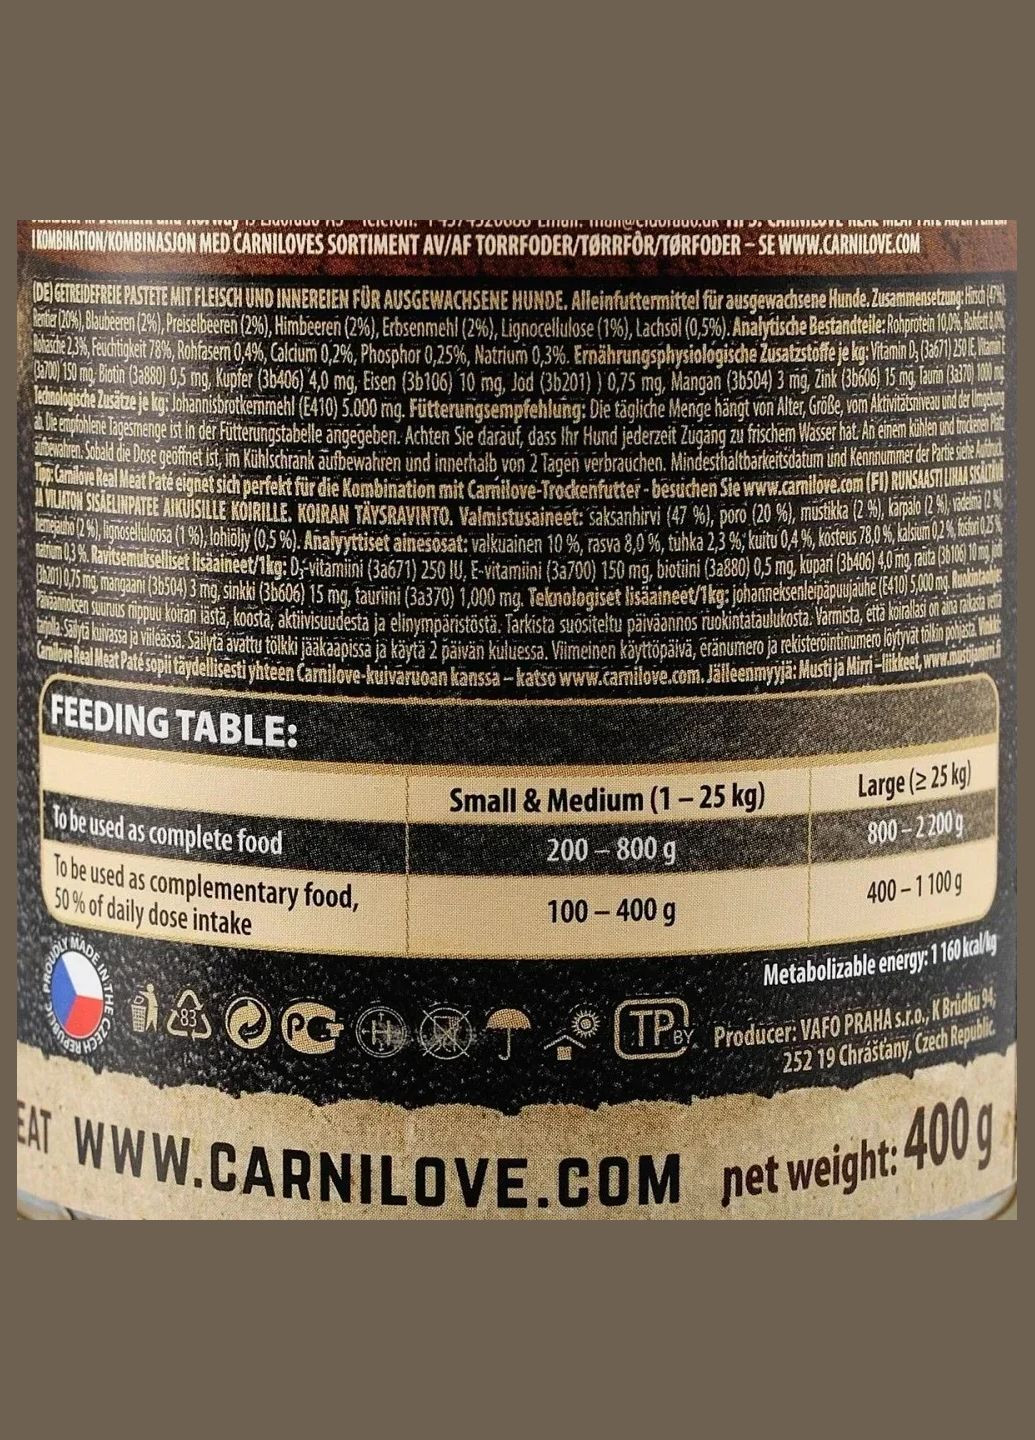 KOMBINATION/KOMBINASJON MED CARNILOVES SORTIMENT AV/AF TORRFODER/TØRRFÔR/TØRFODER – SE WWW.CARNILOVE.COM
(DE) GETREIDEFREIE PASTETE MIT FLEISCH UND INNEREIEN FÜR AUSGEWACHSENE HUNDE. Alleinfuttermittel für ausgewachsene Hunde. Zusammensetzung: Hirsch (47%),
Rentier (20%), Blaubeeren (2%), Preiselbeeren (2%), Himbeeren (2%), Erbsenmehl (2%), Lignocellulose (1%), Lachsöl (0,5%). Analytische Bestandteile: Rohprotein 10,0%, Rohfett 8,0%,
Rohasche 2,3%, Feuchtigkeit 78%, Rohfasern 0,4%, Calcium 0,2%, Phosphor 0,25%, Natrium 0,3%. Ernährungsphysiologische Zusatzstoffe je kg: Vitamin D₃ (3a671) 250 IE, Vitamin E
(3a700) 150 mg, Biotin (3a880) 0,5 mg, Kupfer (3b406) 4,0 mg, Eisen (3b106) 10 mg, Jod (3b201) ) 0,75 mg, Mangan (3b504) 3 mg, Zink (3b606) 15 mg, Taurin (3a370) 1000 mg.
Technologische Zusätze je kg: Johannisbrotkernmehl (E410) 5.000 mg. Fütterungsempfehlung: Die tägliche Menge hängt von Alter, Größe, vom Aktivitätsniveau und der Umgebung
ab. Die empfohlene Tagesmenge ist in der Fütterungstabelle angegeben. Achten Sie darauf, dass Ihr Hund jederzeit Zugang zu frischem Wasser hat. An einem kühlen und trockenen Platz
aufbewahren. Sobald die Dose geöffnet ist, im Kühlschrank aufbewahren und innerhalb von 2 Tagen verbrauchen. Mindesthaltbarkeitsdatum und Kennnummer der Partie siehe Aufdruck.
Tipp: Carnilove Real Meat Paté eignet sich perfekt für die Kombination mit Carnilove-Trockenfutter - besuchen Sie www.carnilove.com (FI) RUNSAASTI LIHAA SISÄLTÄVÄ
JA VILJATON SISÄELINPATEE AIKUISILLE KOIRILLE. KOIRAN TÄYSRAVINTO. Valmistusaineet: saksanhirvi (47 %), poro (20 %), mustikka (2 %), karpalo (2 %), vadelma (2 %),
hernejauho (2 %), lignoselluloosa (1 %), lohiöljy (0,5 %). Analyyttiset ainesosat: valkuainen 10 %, rasva 8,0 %, tuhka 2,3 %, kuitu 0,4 %, kosteus 78,0 %, kalsium 0,2 %, fosfori 0,25 %,
natrium 0,3 %. Ravitsemukselliset lisäaineet/1kg: D₃-vitamiini (3a671) 250 IU, E-vitamiini (3a700) 150 mg, biotiini (3a880) 0,5 mg, kupari (3b406) 4,0 mg, rauta (3b106) 10 mg, jodi
(3b201) 0,75 mg, mangaani (3b504) 3 mg, sinkki (3b606) 15 mg, tauriini (3a370) 1,000 mg. Teknologiset lisäaineet/1kg: johanneksenleipäpuujauhe (E410) 5,000 mg. Ruokintaohje:
Päiväannoksen suuruus riippuu koiran iästä, koosta, aktiivisuudesta ja elinympäristöstä. Tarkista suositeltu päiväannos ruokintataulukosta. Varmista, että koirallasi on aina raikasta vettä
tarjolla. Säilytä kuivassa ja viileässä. Säilytä avattu tölkki jääkaapissa ja käytä 2 päivän kuluessa. Viimeinen käyttöpäivä, eränumero ja rekisteröintinumero löytyvät tölkin pohjasta. Vinkki:
Carnilove Real Meat Paté sopii täydellisesti yhteen Carnilove-kuivaruoan kanssa – katso www.carnilove.com. Jälleenmyyjä: Musti ja Mirri –liikkeet, www.mustijamirri.fi
FEEDING TABLE:
Small & Medium (1 – 25 kg) Large (≥ 25 kg)
To be used as complete food 200 – 800 g 800 – 2 200 g
To be used as complementary food, 50 % of daily dose intake 100 – 400 g 400 – 1 100 g
Metabolizable energy: 1 160 kcal/kg
PROUDLY MADE IN THE CZECH REPUBLIC
83
TP BY
Producer: VAFO PRAHA s.r.o., K Brůdku 94,
252 19 Chrášťany, Czech Republic.
EAT WWW.CARNILOVE.COM net weight: 400 g